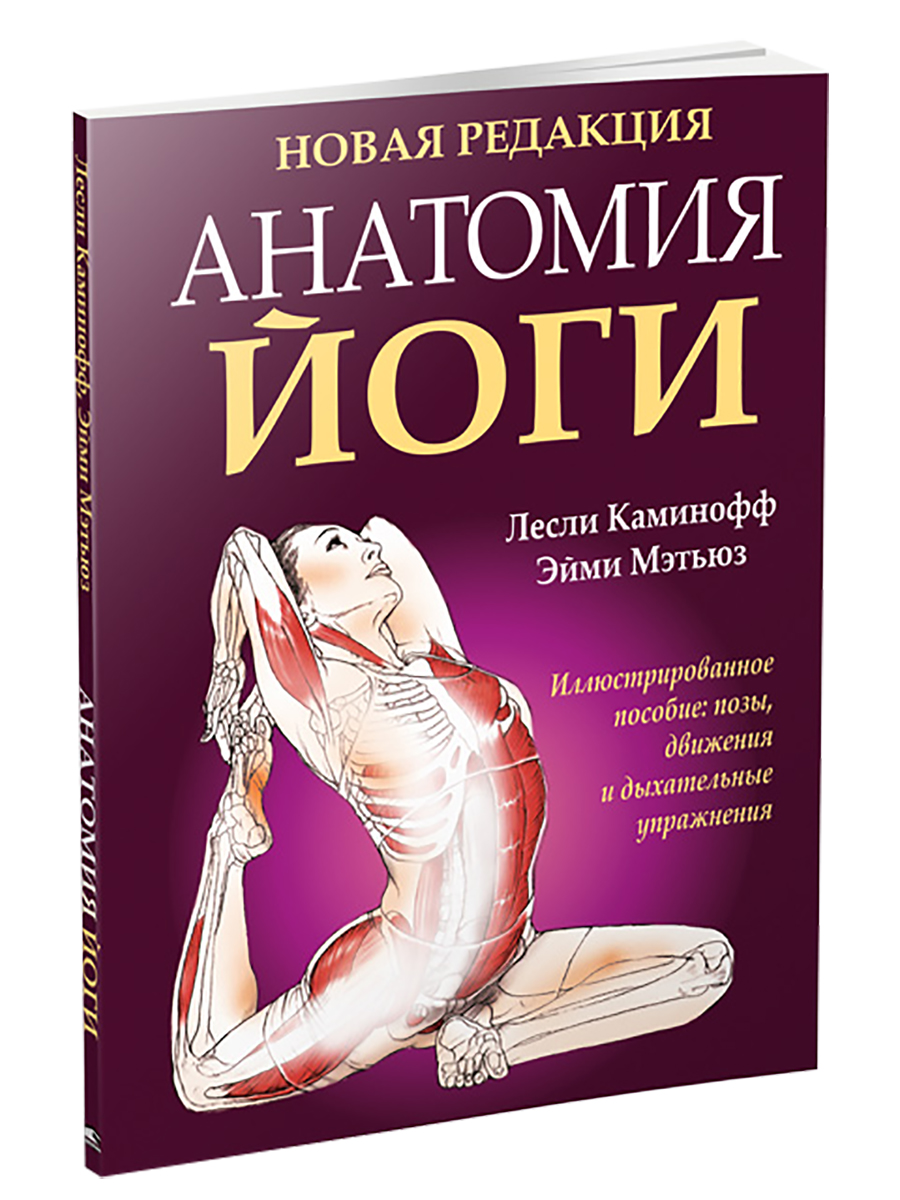 НОВАЯ РЕДАКЦИЯ
АНАТОМИЯ
ЙОГИ
Лесли Каминофф
Эйми Мэтьюз
Иллюстрированное
пособие: позы,
движения
и дыхательные
упражнения
Лесли Каминофф, Эйми Мэтьюз
АНАТОМИЯ ЙОГИ